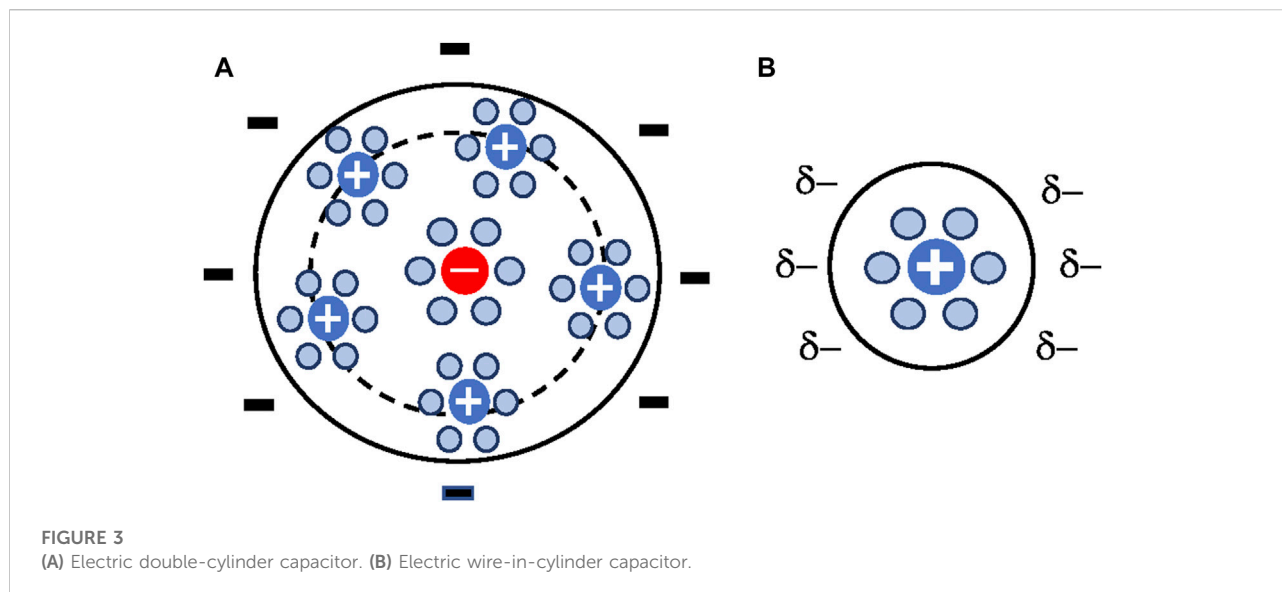 A
B
δ– δ–
δ– δ–
δ– δ–
+ +
+
− +
+
+
FIGURE 3
(A) Electric double-cylinder capacitor. (B) Electric wire-in-cylinder capacitor.